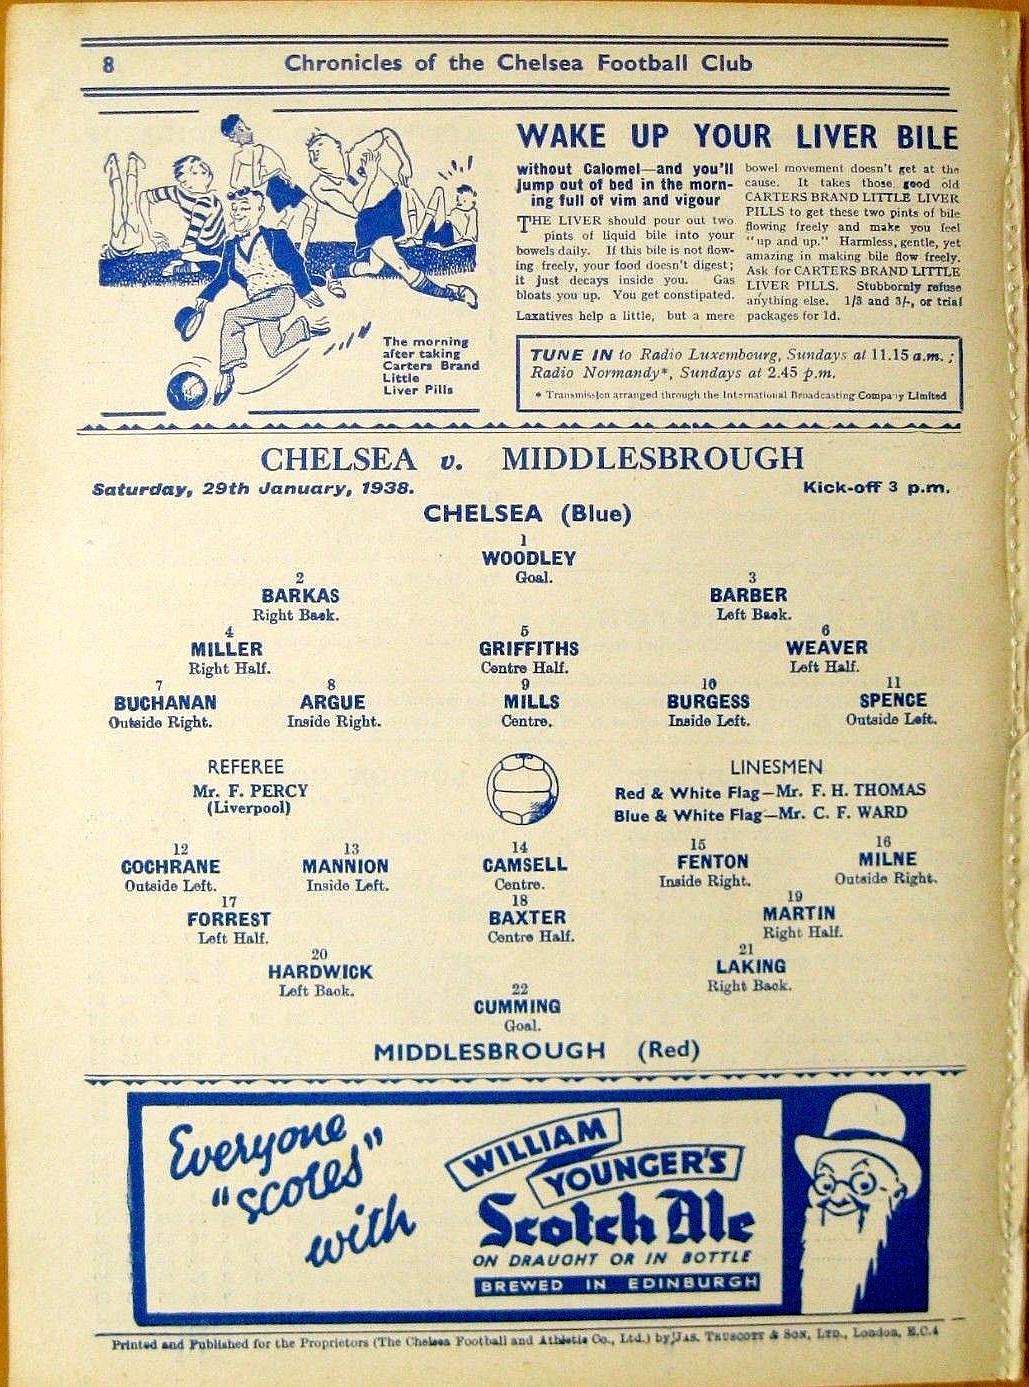 8
Chronicles of the Chelsea Football Club
The morning
after taking
Carters Brand
Little
Liver Pills
WAKE UP YOUR LIVER BILE
without Calomel—and you'll
jump out of bed in the morn-
ing full of vim and vigour
THE LIVER should pour out two
pints of liquid bile into your
bowels daily. If this bile is not flow-
ing freely, your food doesn't digest;
it just decays inside you. Gas
bloats you up. You get constipated.
Laxatives help a little, but a mere
bowel movement doesn't get at the
cause. It takes those good old
CARTERS BRAND LITTLE LIVER
PILLS to get these two pints of bile
flowing freely and make you feel
"up and up." Harmless, gentle, yet
amazing in making bile flow freely.
Ask for CARTERS BRAND LITTLE
LIVER PILLS. Stubbornly refuse
anything else. 1/3 and 3/-, or trial
packages for 1d.
TUNE IN to Radio Luxembourg, Sundays at 11.15 a.m. ;
Radio Normandy*, Sundays at 2.45 p.m.
* Transmission arranged through the International Broadcasting Company Limited
CHELSEA v. MIDDLESBROUGH
Saturday, 29th January, 1938. Kick-off 3 p.m.
CHELSEA (Blue)
1
WOODLEY
Goal.
2 3
BARKAS BARBER
Right Back. Left Back.
4 5 6
MILLER GRIFFITHS WEAVER
Right Half. Centre Half. Left Half.
7 8 9 10 11
BUCHANAN ARGUE MILLS BURGESS SPENCE
Outside Right. Inside Right. Centre. Inside Left. Outside Left.
REFEREE
Mr. F. PERCY
(Liverpool)
LINESMEN
Red & White Flag—Mr. F. H. THOMAS
Blue & White Flag—Mr. C. F. WARD
12 13 14 15 16
COCHRANE MANNION CAMSELL FENTON MILNE
Outside Left. Inside Left. Centre. Inside Right. Outside Right.
17 18 19
FORREST BAXTER MARTIN
Left Half. Centre Half. Right Half.
20 21
HARDWICK LAKING
Left Back. Right Back.
22
CUMMING
Goal.
MIDDLESBROUGH (Red)
Everyone
"scores"
with
WILLIAM
YOUNGER'S
Scotch Ale
ON DRAUGHT OR IN BOTTLE
BREWED IN EDINBURGH
Printed and Published for the Proprietors (The Chelsea Football and Athletic Co., Ltd.) by JAS. TRUSCOTT & SON, LTD., London, E.C.4